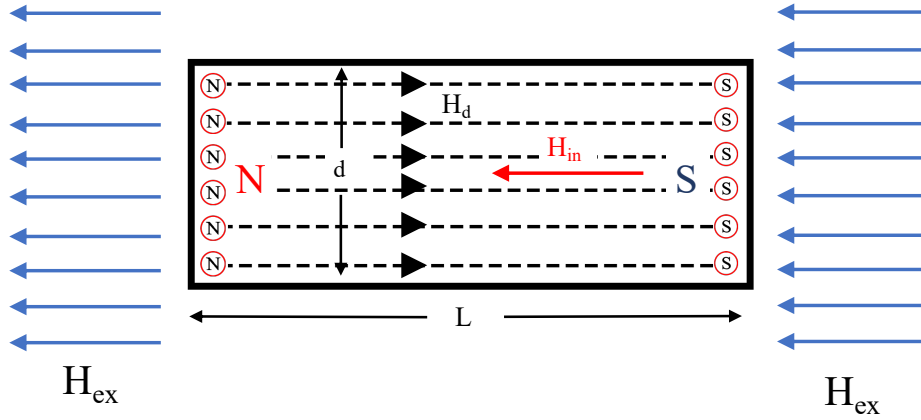 N S
N H_d S
N H_in S
N d S
N S
N S
N S
L
H_ex H_ex